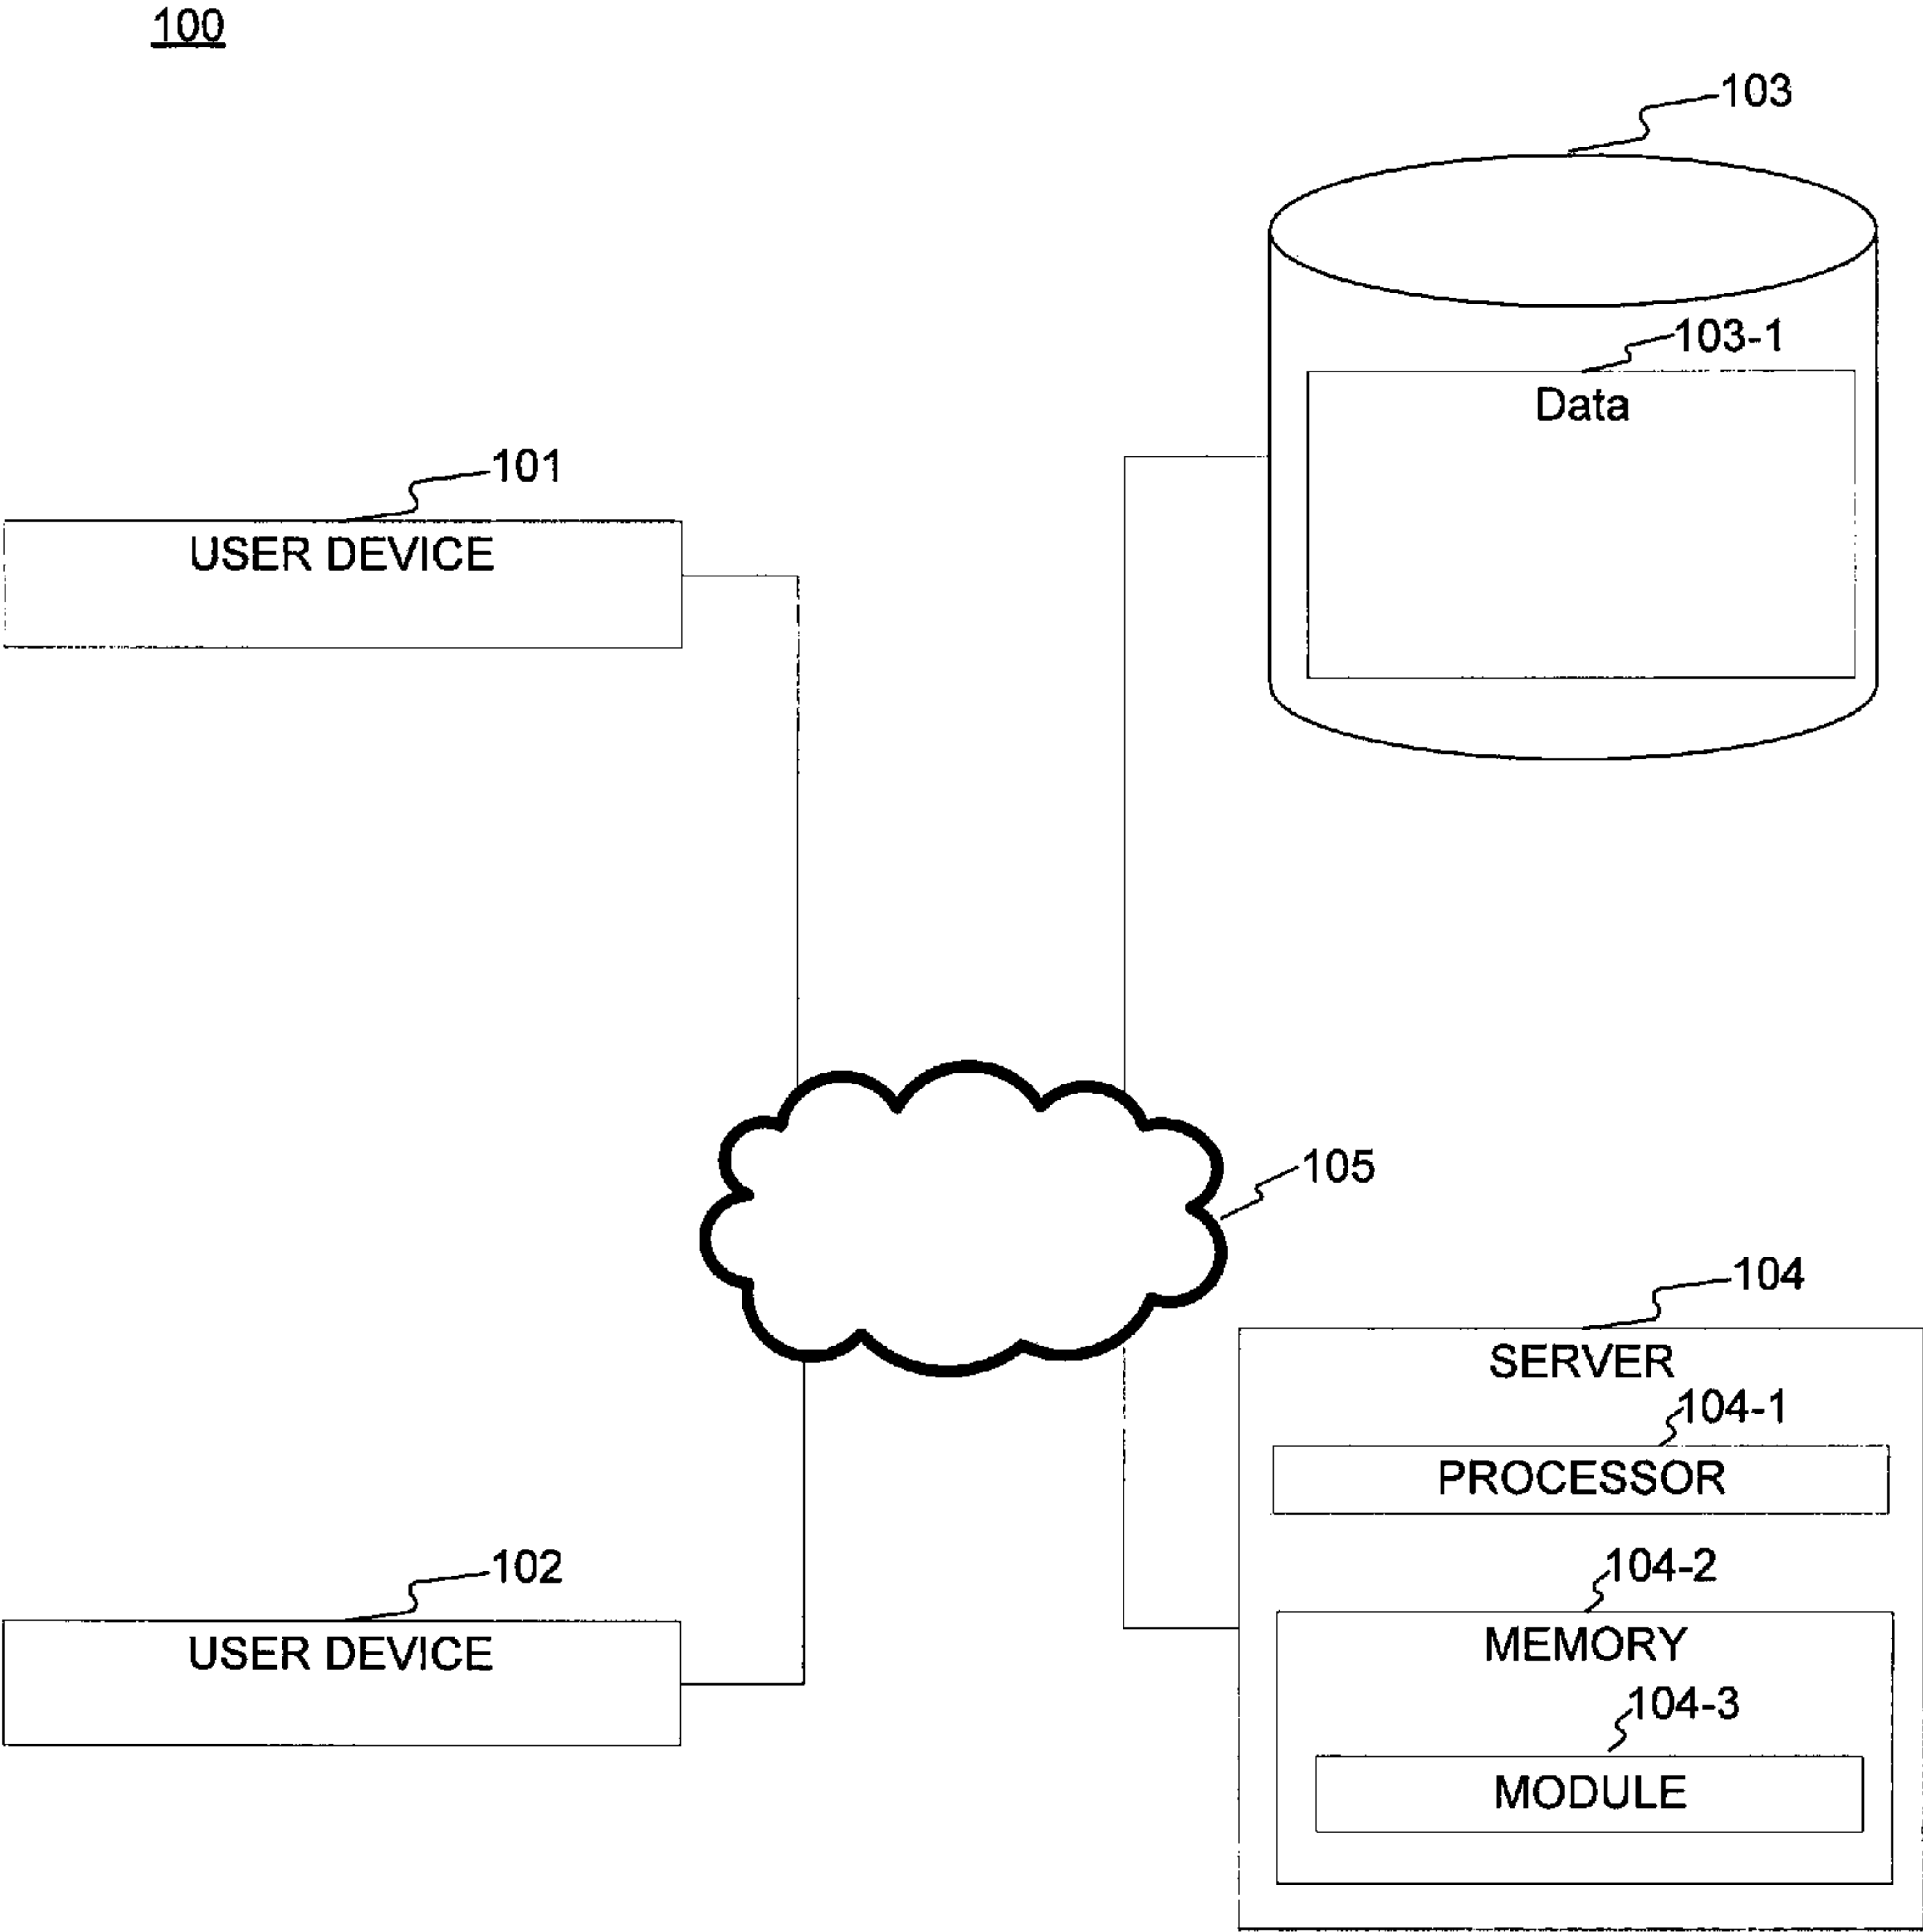 100
103
103-1
Data
101
USER DEVICE
105
104
SERVER
104-1
PROCESSOR
102
USER DEVICE
104-2
MEMORY
104-3
MODULE